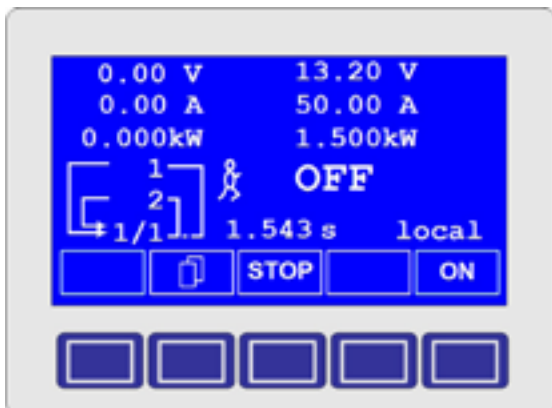 0.00 V 13.20 V
0.00 A 50.00 A
0.000kW 1.500kW
1
OFF
2
1/1 1.543 s local
STOP ON